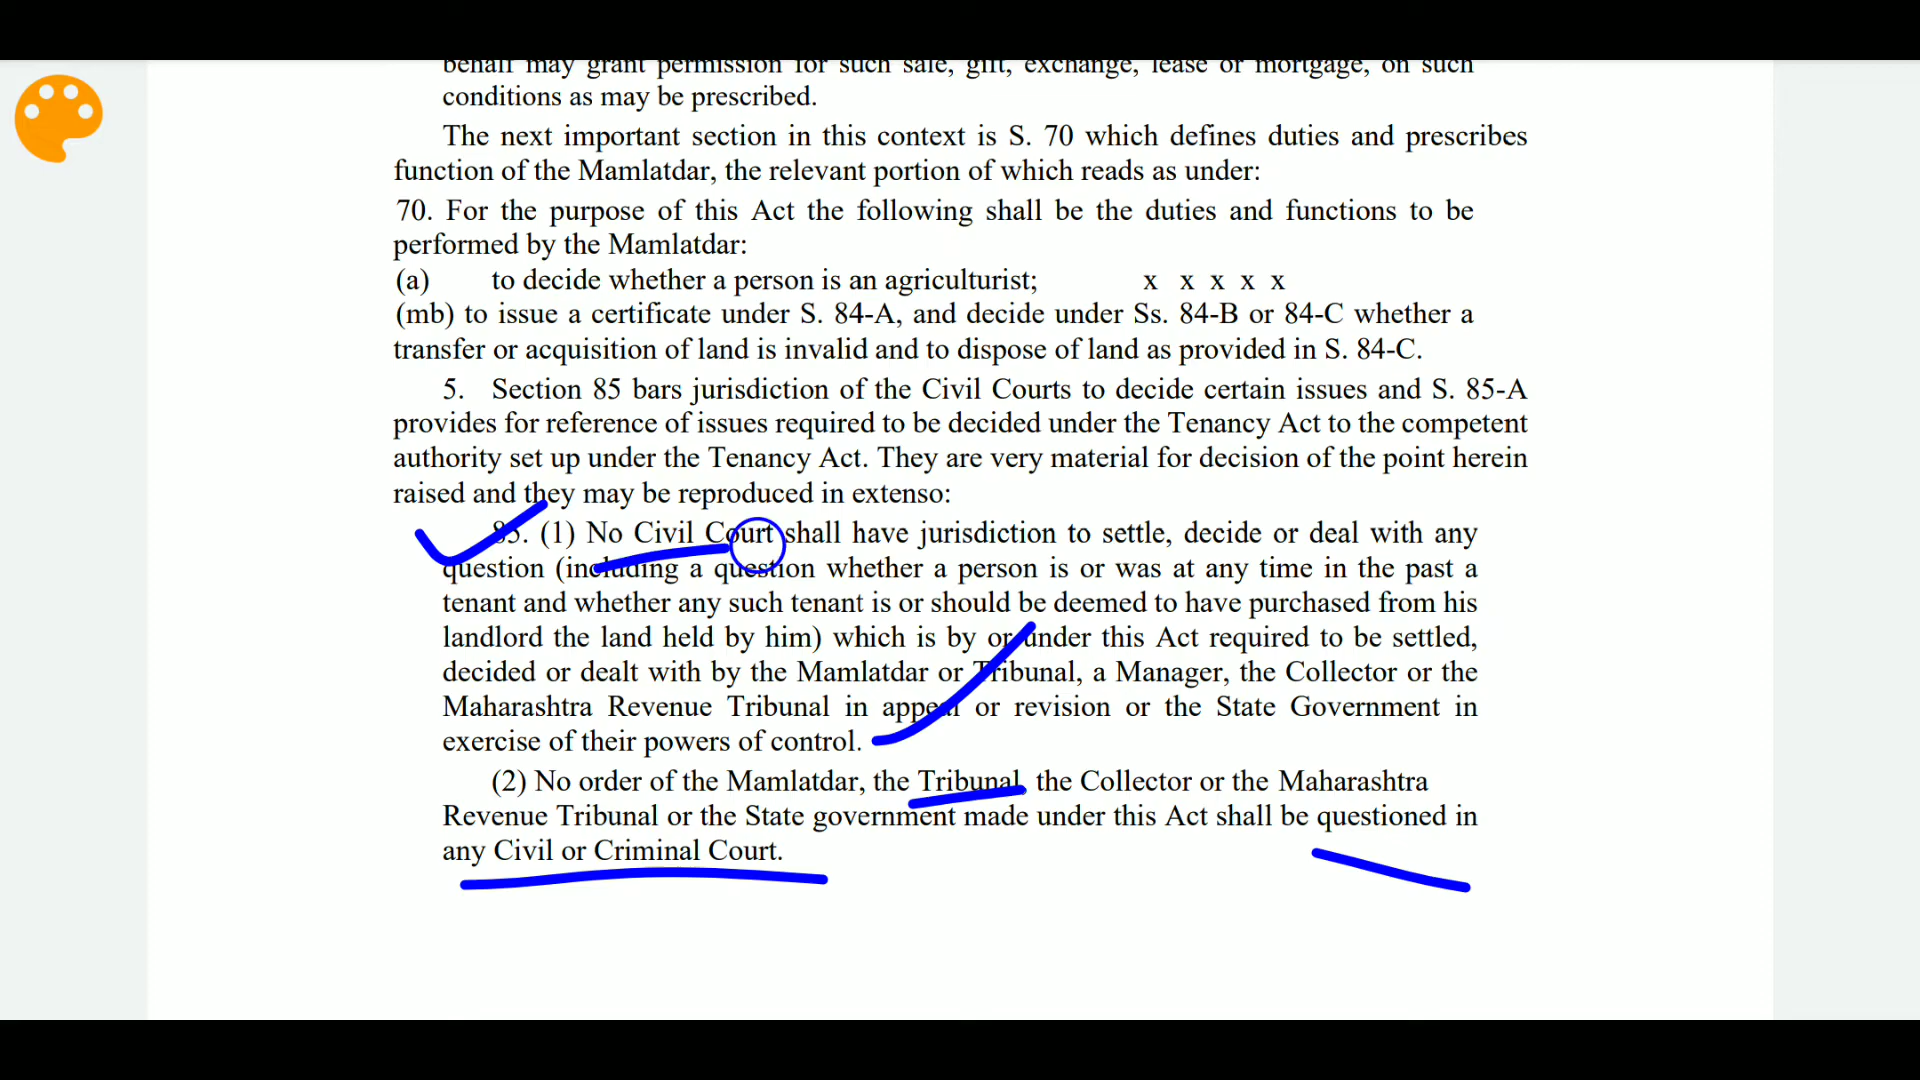 behalf may grant permission for such sale, gift, exchange, lease or mortgage, on such
conditions as may be prescribed.
The next important section in this context is S. 70 which defines duties and prescribes
function of the Mamlatdar, the relevant portion of which reads as under:
70. For the purpose of this Act the following shall be the duties and functions to be
performed by the Mamlatdar:
(a) to decide whether a person is an agriculturist; x x x x x
(mb) to issue a certificate under S. 84-A, and decide under Ss. 84-B or 84-C whether a
transfer or acquisition of land is invalid and to dispose of land as provided in S. 84-C.
5. Section 85 bars jurisdiction of the Civil Courts to decide certain issues and S. 85-A
provides for reference of issues required to be decided under the Tenancy Act to the competent
authority set up under the Tenancy Act. They are very material for decision of the point herein
raised and they may be reproduced in extenso:
85. (1) No Civil Court shall have jurisdiction to settle, decide or deal with any
question (including a question whether a person is or was at any time in the past a
tenant and whether any such tenant is or should be deemed to have purchased from his
landlord the land held by him) which is by or under this Act required to be settled,
decided or dealt with by the Mamlatdar or Tribunal, a Manager, the Collector or the
Maharashtra Revenue Tribunal in appeal or revision or the State Government in
exercise of their powers of control.
(2) No order of the Mamlatdar, the Tribunal, the Collector or the Maharashtra
Revenue Tribunal or the State government made under this Act shall be questioned in
any Civil or Criminal Court.